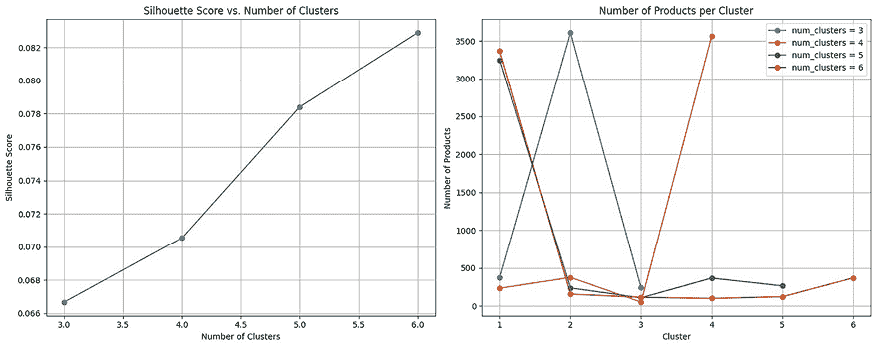 Silhouette Score vs. Number of Clusters
0.082
0.080
0.078
0.076
0.074
0.072
0.070
0.068
0.066
Silhouette Score
3.0 3.5 4.0 4.5 5.0 5.5 6.0
Number of Clusters
Number of Products per Cluster
num_clusters = 3
num_clusters = 4
num_clusters = 5
num_clusters = 6
3500
3000
2500
2000
1500
1000
500
0
Number of Products
1 2 3 4 5 6
Cluster